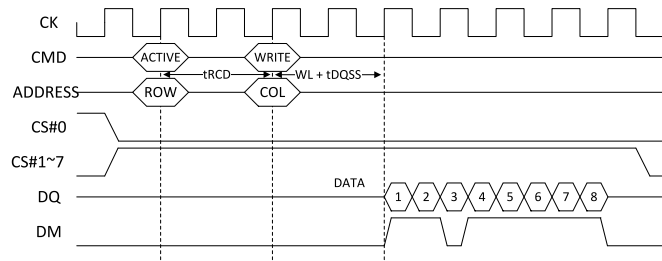 CK
CMD ACTIVE WRITE
tRCD WL + tDQSS
ADDRESS ROW COL
CS#0
CS#1~7
DATA
DQ 1 2 3 4 5 6 7 8
DM